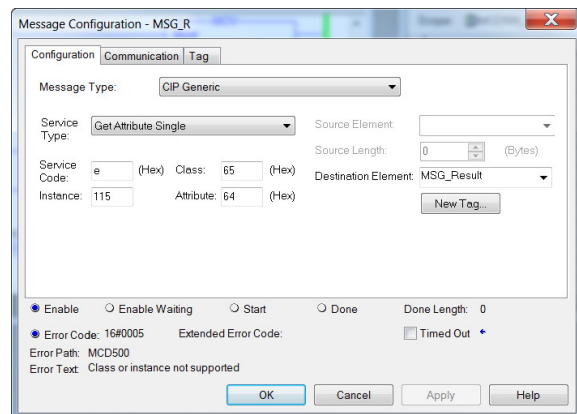 Message Configuration - MSG_R
Configuration Communication Tag
Message Type: CIP Generic
Service Type: Get Attribute Single
Source Element:
Source Length: 0 (Bytes)
Service Code: e (Hex) Class: 65 (Hex) Destination Element: MSG_Result
Instance: 115 Attribute: 64 (Hex)
New Tag...
Enable Enable Waiting Start Done Done Length: 0
Error Code: 16#0005 Extended Error Code: Timed Out
Error Path: MCD500
Error Text: Class or instance not supported
OK Cancel Apply Help